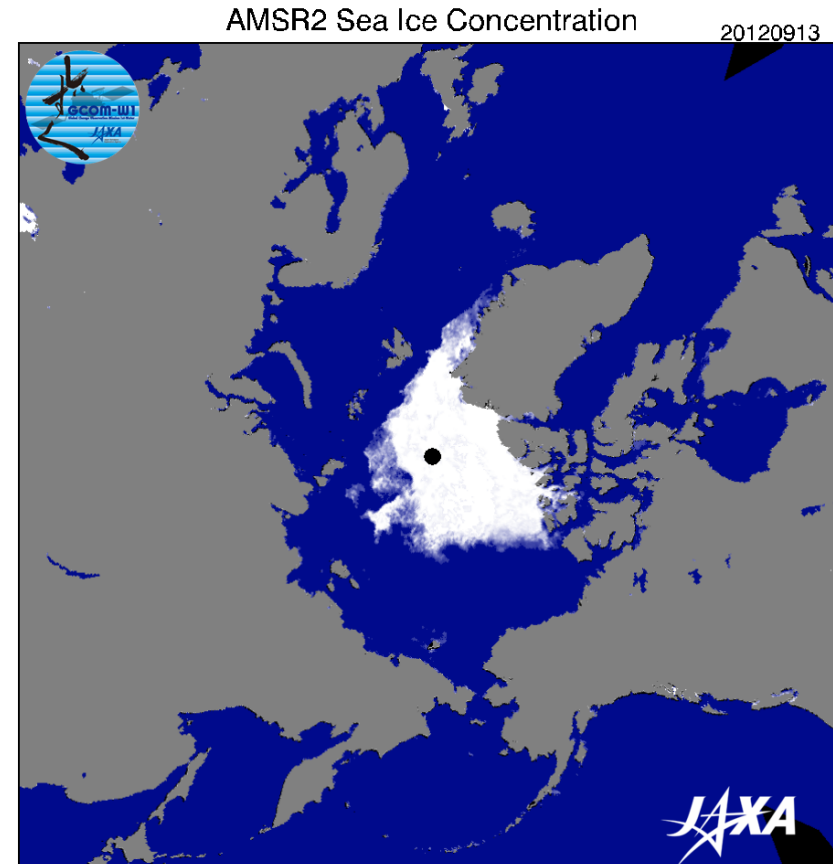 AMSR2 Sea Ice Concentration
20120913
GCOM-W1
JAXA
JAXA